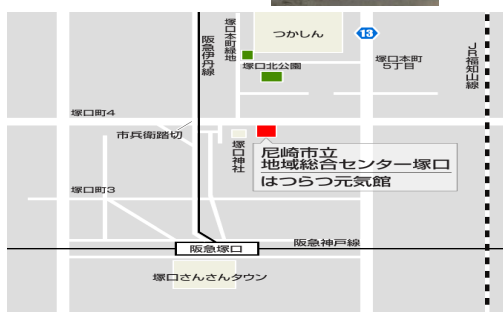 つかしん
13
阪急伊丹線
塚口本町緑地
塚口北公園
塚口本町
5丁目
JR福知山線
塚口町4
市兵衛踏切
塚口神社
尼崎市立
地域総合センター塚口
はつらつ元気館
塚口町3
阪急塚口
阪急神戸線
塚口さんさんタウン